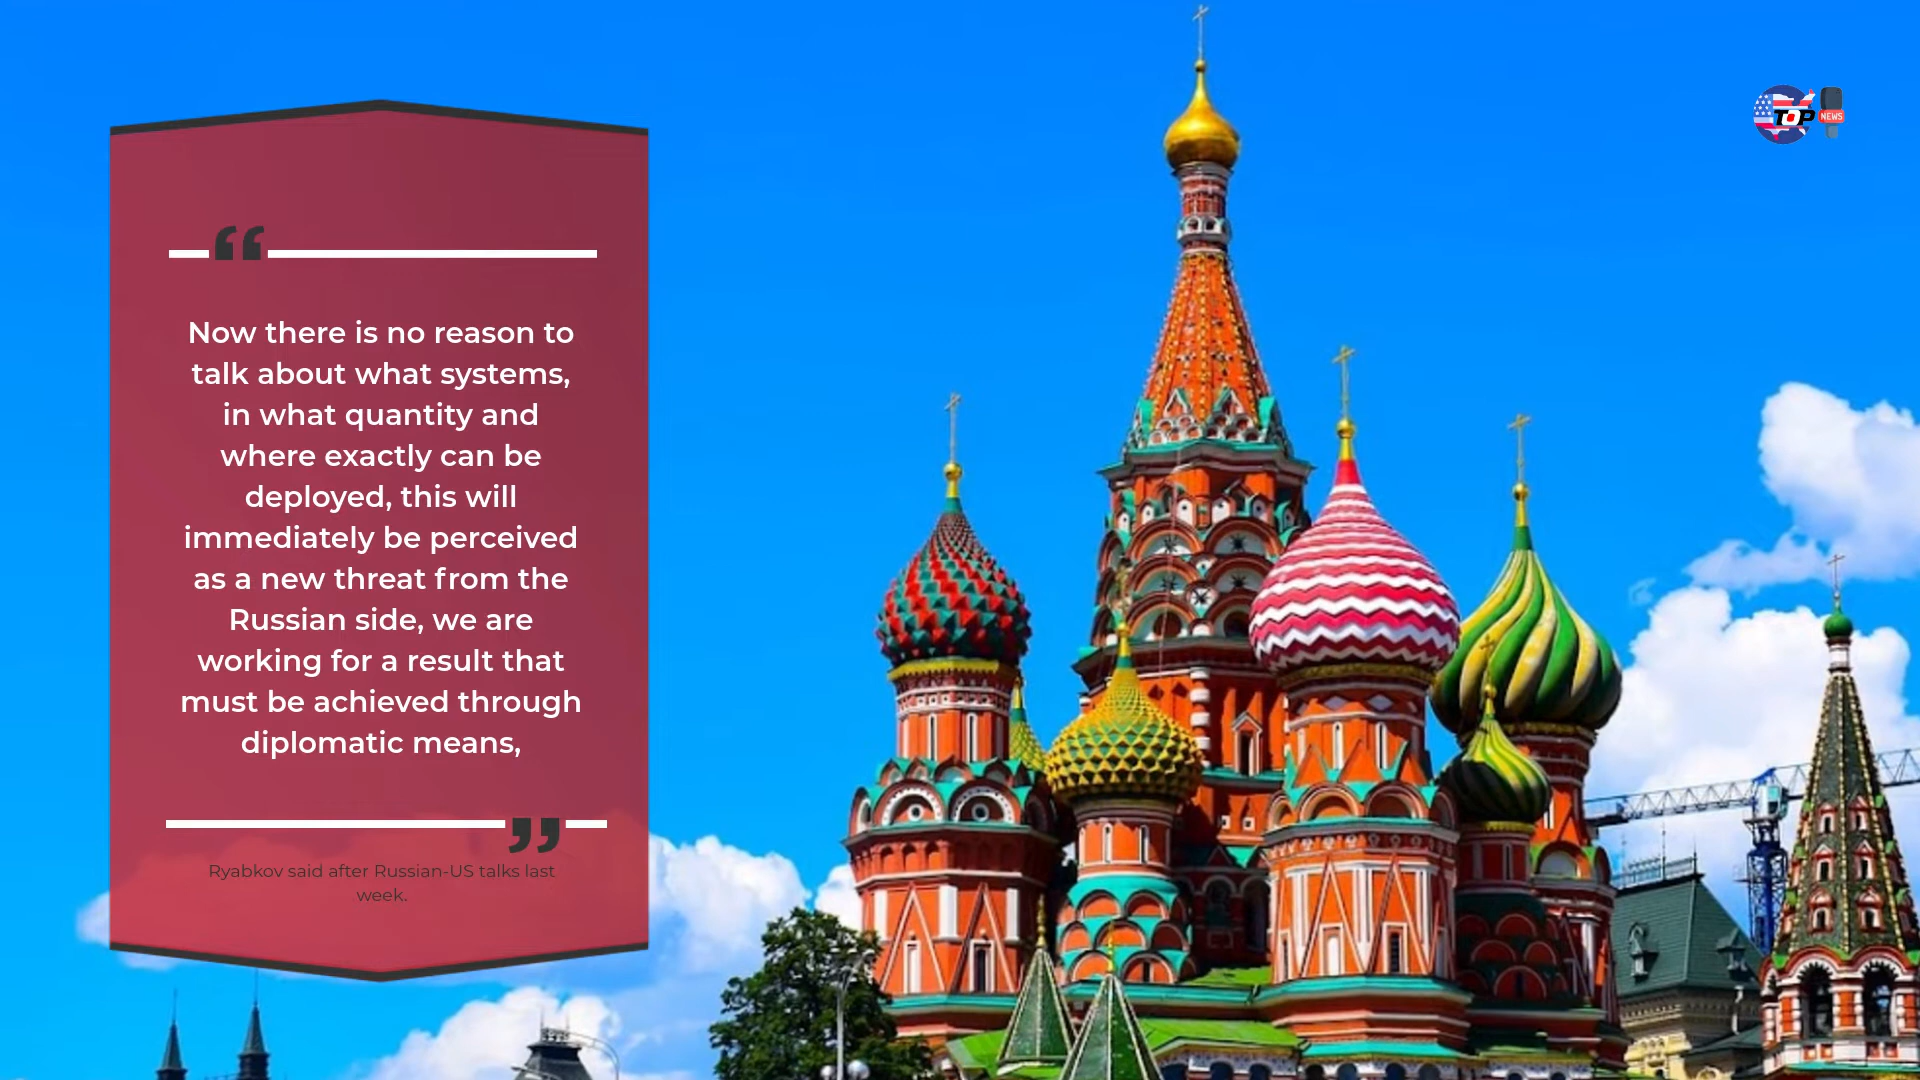 TOP
NEWS
“
Now there is no reason to
talk about what systems,
in what quantity and
where exactly can be
deployed, this will
immediately be perceived
as a new threat from the
Russian side, we are
working for a result that
must be achieved through
diplomatic means,
”
Ryabkov said after Russian-US talks last
week.